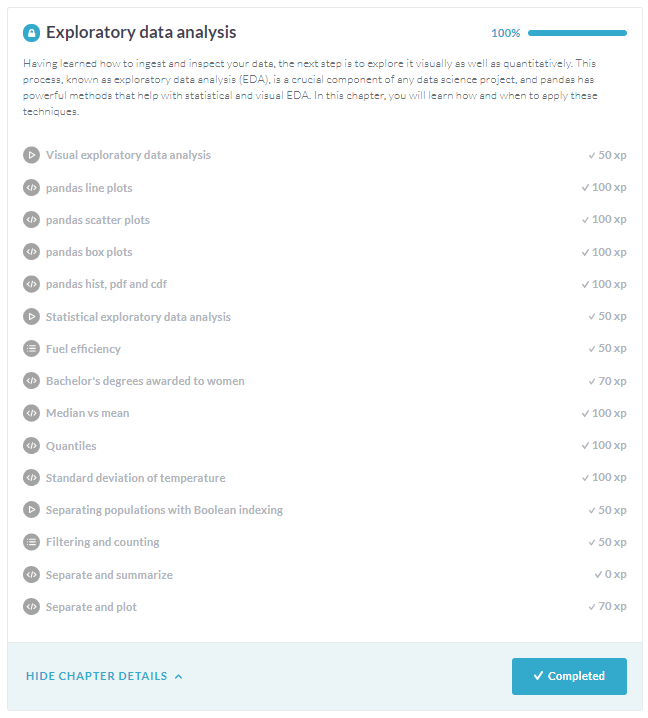 Exploratory data analysis 100%
Having learned how to ingest and inspect your data, the next step is to explore it visually as well as quantitatively. This
process, known as exploratory data analysis (EDA), is a crucial component of any data science project, and pandas has
powerful methods that help with statistical and visual EDA. In this chapter, you will learn how and when to apply these
techniques.
Visual exploratory data analysis 50 xp
pandas line plots 100 xp
pandas scatter plots 100 xp
pandas box plots 100 xp
pandas hist, pdf and cdf 100 xp
Statistical exploratory data analysis 50 xp
Fuel efficiency 50 xp
Bachelor's degrees awarded to women 70 xp
Median vs mean 100 xp
Quantiles 100 xp
Standard deviation of temperature 100 xp
Separating populations with Boolean indexing 50 xp
Filtering and counting 50 xp
Separate and summarize 0 xp
Separate and plot 70 xp
HIDE CHAPTER DETAILS Completed